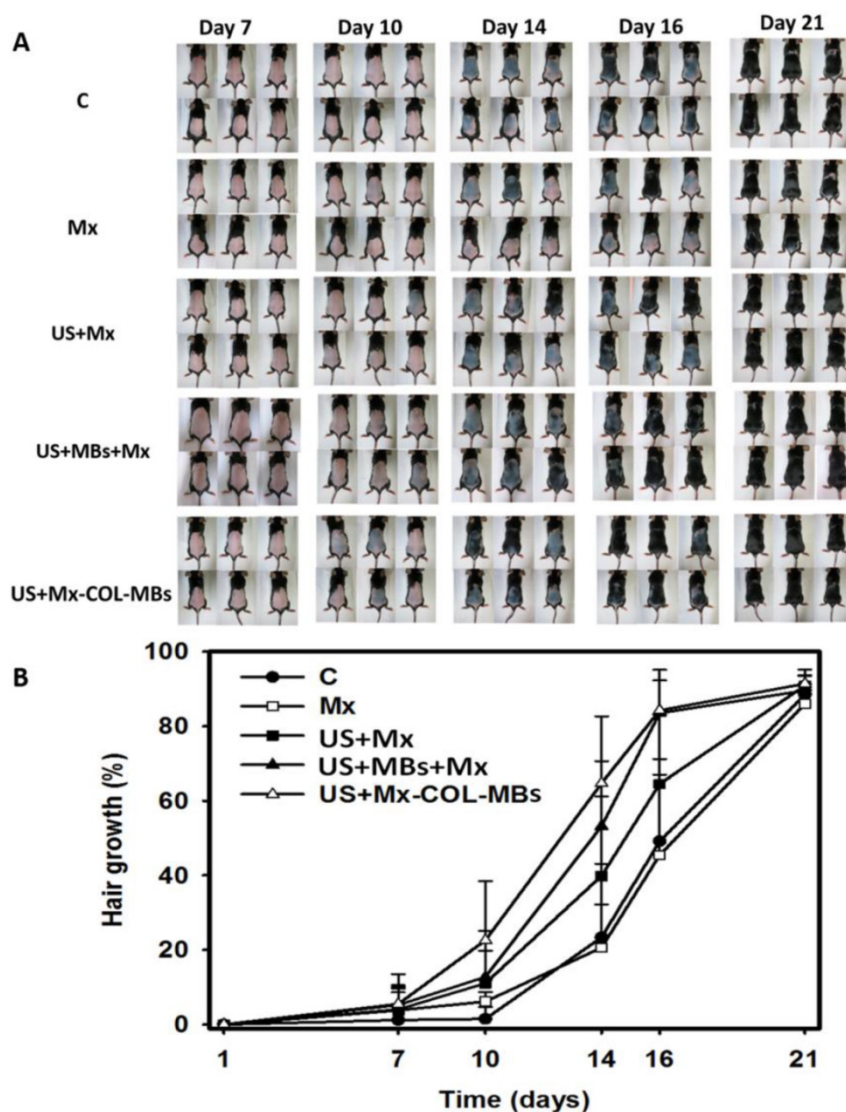 A
Day 7 Day 10 Day 14 Day 16 Day 21
C
Mx
US+Mx
US+MBs+Mx
US+Mx-COL-MBs
B
Hair growth (%)
100
80
60
40
20
0
C
Mx
US+Mx
US+MBs+Mx
US+Mx-COL-MBs
1 7 10 14 16 21
Time (days)